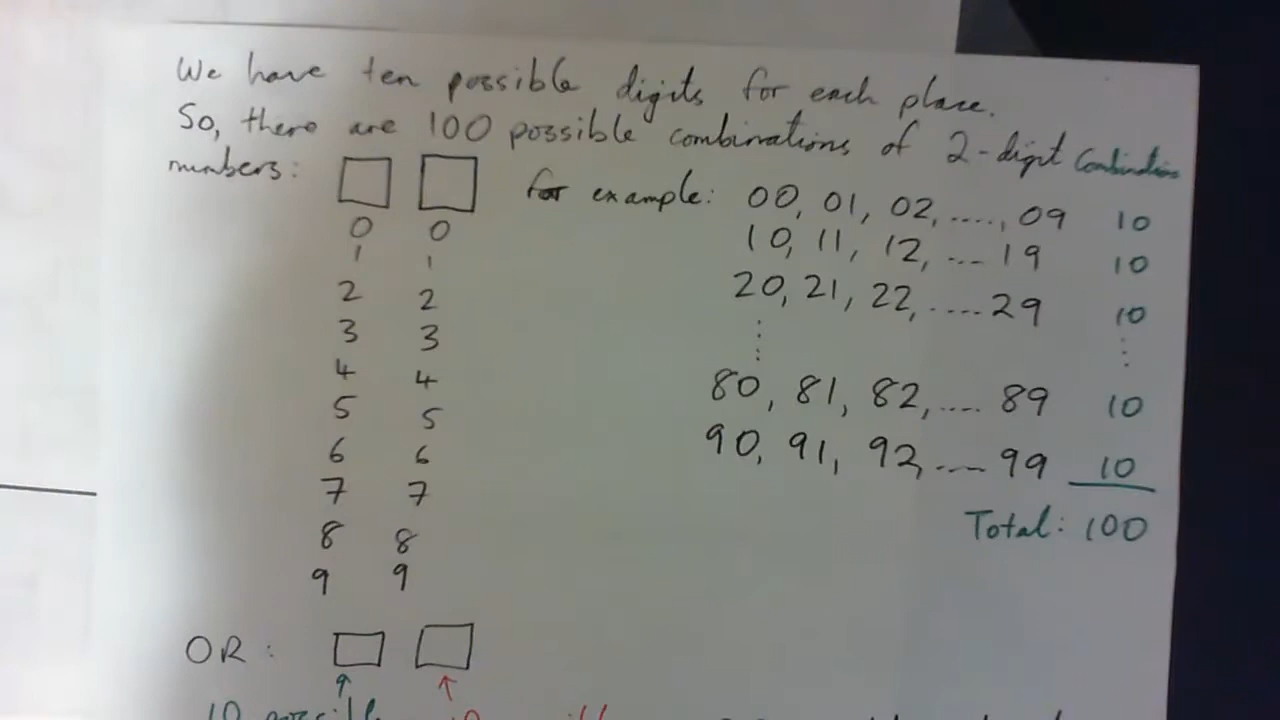 We have ten possible digits for each place.
So, there are 100 possible combinations of 2-digit
numbers:
for example: 00, 01, 02, ....., 09
10, 11, 12, .... 19
20, 21, 22, ..... 29
80, 81, 82, .... 89
90, 91, 92, .... 99
Combinations
10
10
10
10
10
Total: 100
0 0
1 1
2 2
3 3
4 4
5 5
6 6
7 7
8 8
9 9
OR:
10